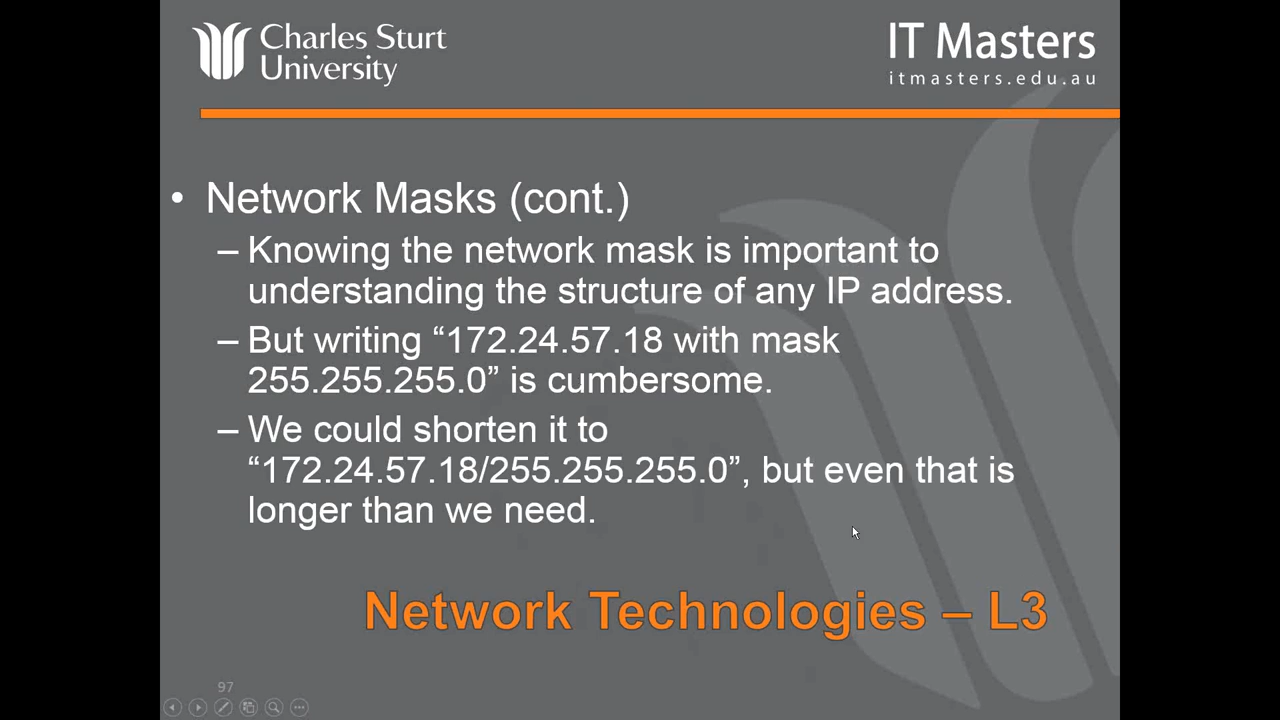 Charles Sturt
University
IT Masters
itmasters.edu.au
• Network Masks (cont.)
– Knowing the network mask is important to
understanding the structure of any IP address.
– But writing “172.24.57.18 with mask
255.255.255.0” is cumbersome.
– We could shorten it to
“172.24.57.18/255.255.255.0”, but even that is
longer than we need.
Network Technologies – L3
97